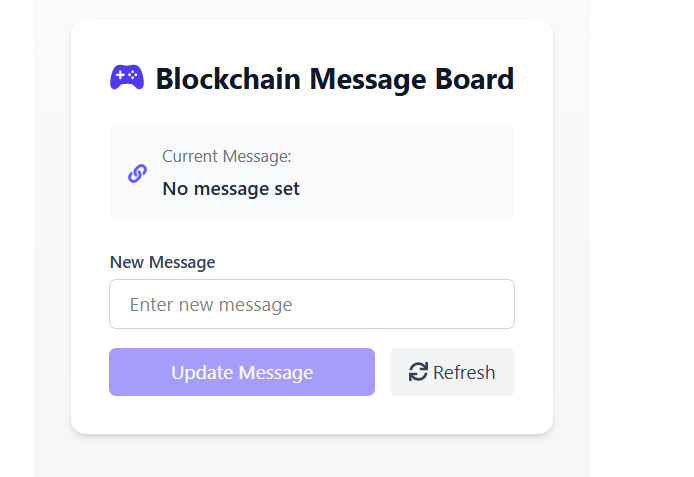 Blockchain Message Board
Current Message:
No message set
New Message
Enter new message
Update Message
Refresh